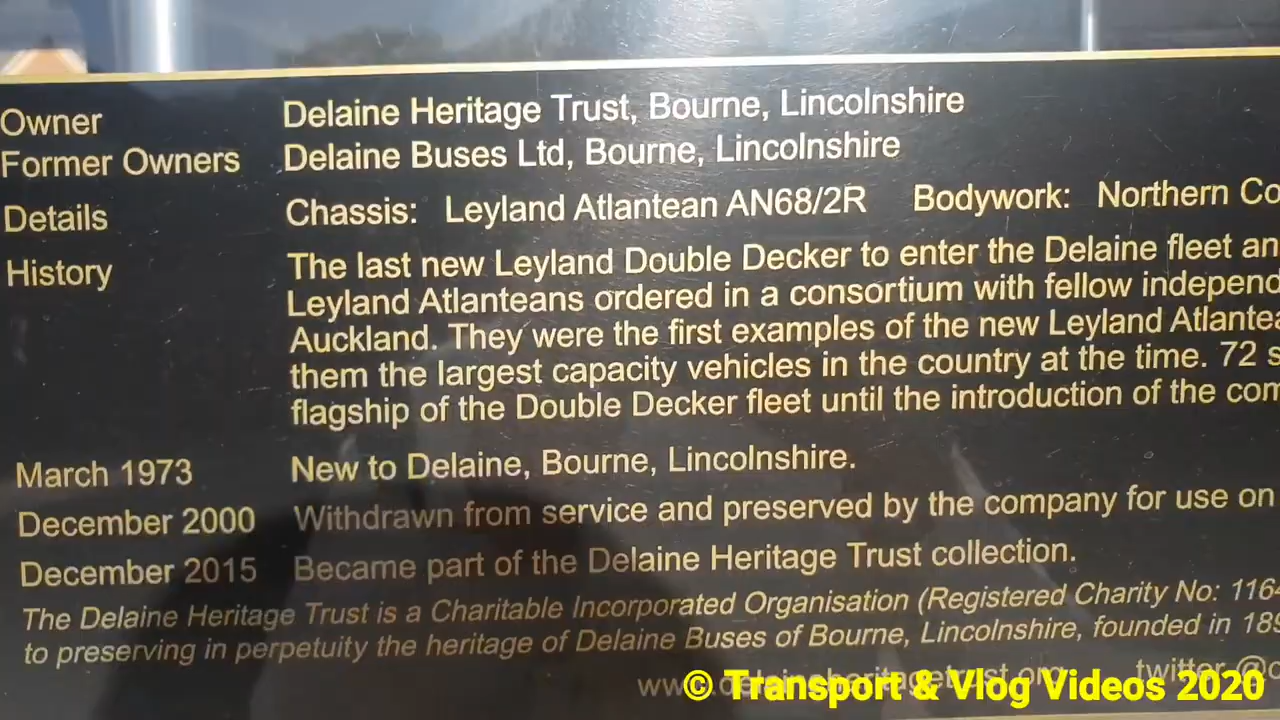 Owner Delaine Heritage Trust, Bourne, Lincolnshire
Former Owners Delaine Buses Ltd, Bourne, Lincolnshire
Details Chassis: Leyland Atlantean AN68/2R Bodywork: Northern Co
History The last new Leyland Double Decker to enter the Delaine fleet an
Leyland Atlanteans ordered in a consortium with fellow independ
Auckland. They were the first examples of the new Leyland Atlante
them the largest capacity vehicles in the country at the time. 72 s
flagship of the Double Decker fleet until the introduction of the com
March 1973 New to Delaine, Bourne, Lincolnshire.
December 2000 Withdrawn from service and preserved by the company for use on
December 2015 Became part of the Delaine Heritage Trust collection.
The Delaine Heritage Trust is a Charitable Incorporated Organisation (Registered Charity No: 116
to preserving in perpetuity the heritage of Delaine Buses of Bourne, Lincolnshire, founded in 189
www.delaineheritagetrust.org twitter @d
© Transport & Vlog Videos 2020